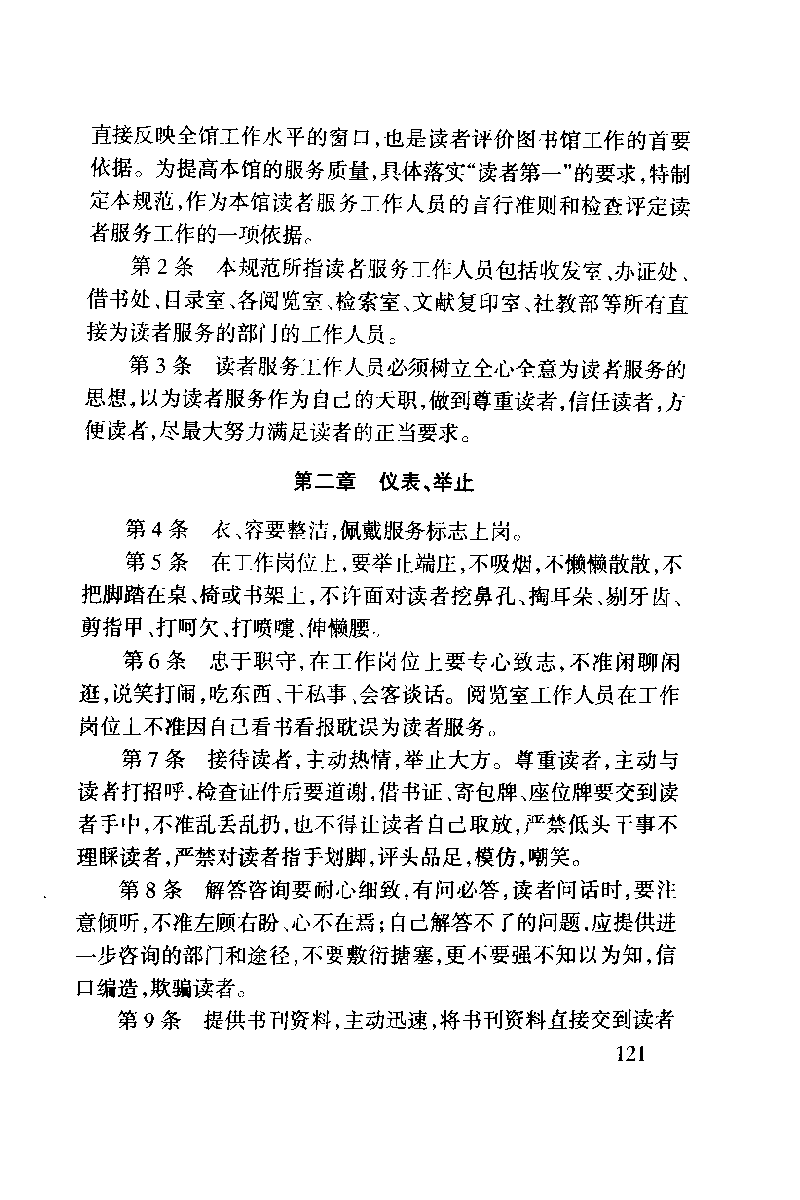 直接反映全馆工作水平的窗口,也是读者评价图书馆工作的首要
依据。为提高本馆的服务质量,具体落实“读者第一”的要求,特制
定本规范,作为本馆读者服务工作人员的言行准则和检查评定读
者服务工作的一项依据。
第2条 本规范所指读者服务工作人员包括收发室、办证处、
借书处、目录室、各阅览室、检索室、文献复印室、社教部等所有直
接为读者服务的部门的工作人员。
第3条 读者服务工作人员必须树立全心全意为读者服务的
思想,以为读者服务作为自己的天职,做到尊重读者,信任读者,方
便读者,尽最大努力满足读者的正当要求。
第二章 仪表、举止
第4条 衣、容要整洁,佩戴服务标志上岗。
第5条 在工作岗位上,要举止端庄,不吸烟,不懒懒散散,不
把脚踏在桌、椅或书架上,不许面对读者挖鼻孔、掏耳朵、剔牙齿、
剪指甲、打呵欠、打喷嚏、伸懒腰。
第6条 忠于职守,在工作岗位上要专心致志,不准闲聊闲
逛,说笑打闹,吃东西、干私事、会客谈话。阅览室工作人员在工作
岗位上不准因自己看书看报耽误为读者服务。
第7条 接待读者,主动热情,举止大方。尊重读者,主动与
读者打招呼,检查证件后要道谢,借书证、寄包牌、座位牌要交到读
者手中,不准乱丢乱扔,也不得让读者自己取放,严禁低头干事不
理睬读者,严禁对读者指手划脚,评头品足,模仿,嘲笑。
第8条 解答咨询要耐心细致,有问必答,读者问话时,要注
意倾听,不准左顾右盼、心不在焉;自己解答不了的问题,应提供进
一步咨询的部门和途径,不要敷衍搪塞,更不要强不知以为知,信
口编造,欺骗读者。
第9条 提供书刊资料,主动迅速,将书刊资料直接交到读者
121